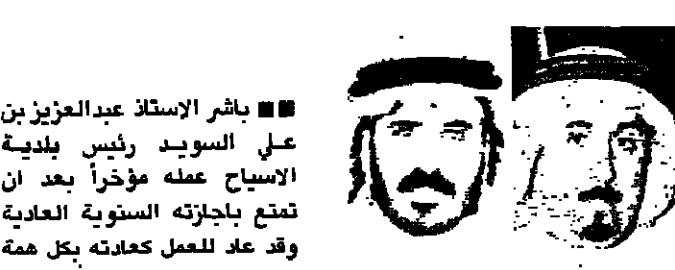 ■■ باشر الاستاذ عبدالعزيز بن
علي السويد رئيس بلدية
الاسياح عمله مؤخراً بعد ان
تمتع باجازته السنوية العادية
وقد عاد للعمل كعادته بكل همة